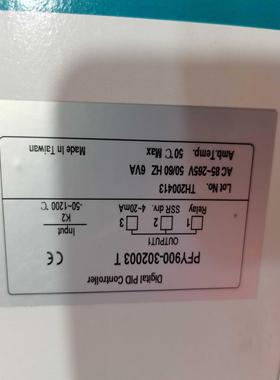 Digital PID Controller
PFY900-302003 T
CE
OUTPUT1
1 2 3
Relay SSR drv. 4~20mA
Input
K2
-50~1200 ℃
Lot No. TH200413
AC 85-265V 50/60 HZ 6VA
Amb.Temp. 50℃ Max
Made In Taiwan